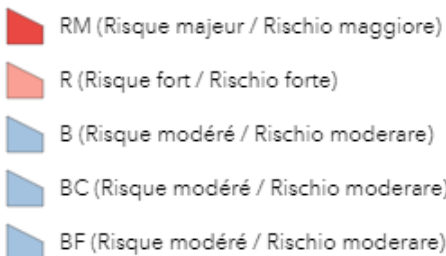 RM (Risque majeur / Rischio maggiore)
R (Risque fort / Rischio forte)
B (Risque modéré / Rischio moderare)
BC (Risque modéré / Rischio moderare)
BF (Risque modéré / Rischio moderare)